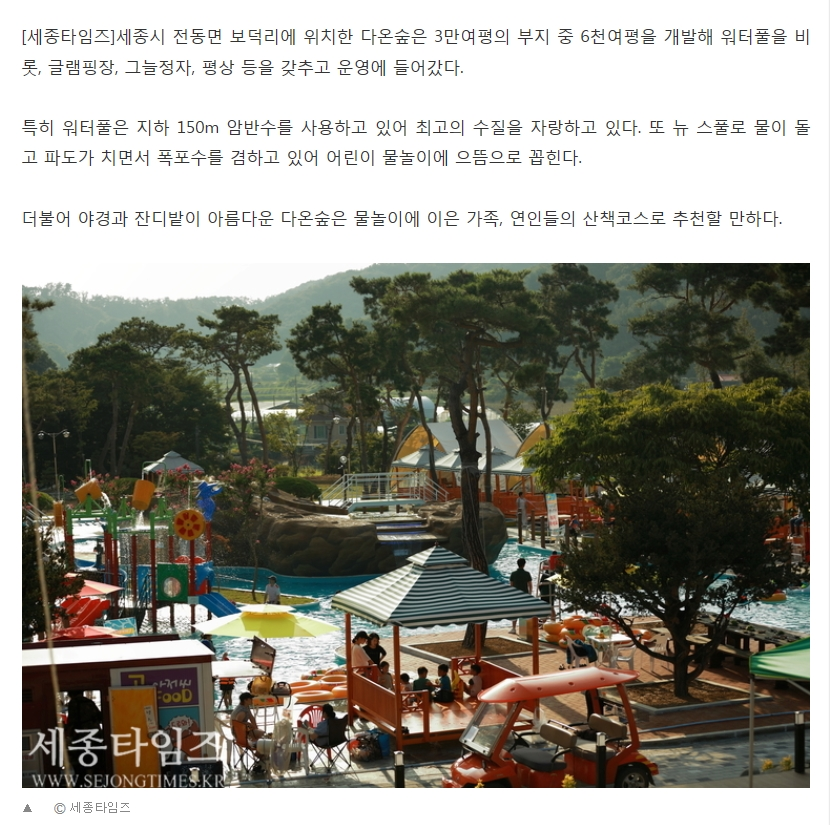 [세종타임즈]세종시 전동면 보덕리에 위치한 다온숲은 3만여평의 부지 중 6천여평을 개발해 워터풀을 비
롯, 글램핑장, 그늘정자, 평상 등을 갖추고 운영에 들어갔다.
특히 워터풀은 지하 150m 암반수를 사용하고 있어 최고의 수질을 자랑하고 있다. 또 뉴 스풀로 물이 돌
고 파도가 치면서 폭포수를 겸하고 있어 어린이 물놀이에 으뜸으로 꼽힌다.
더불어 야경과 잔디밭이 아름다운 다온숲은 물놀이에 이은 가족, 연인들의 산책코스로 추천할 만하다.
FOOD
세종타임즈
WWW.SEJONGTIMES.KR
▲ © 세종타임즈